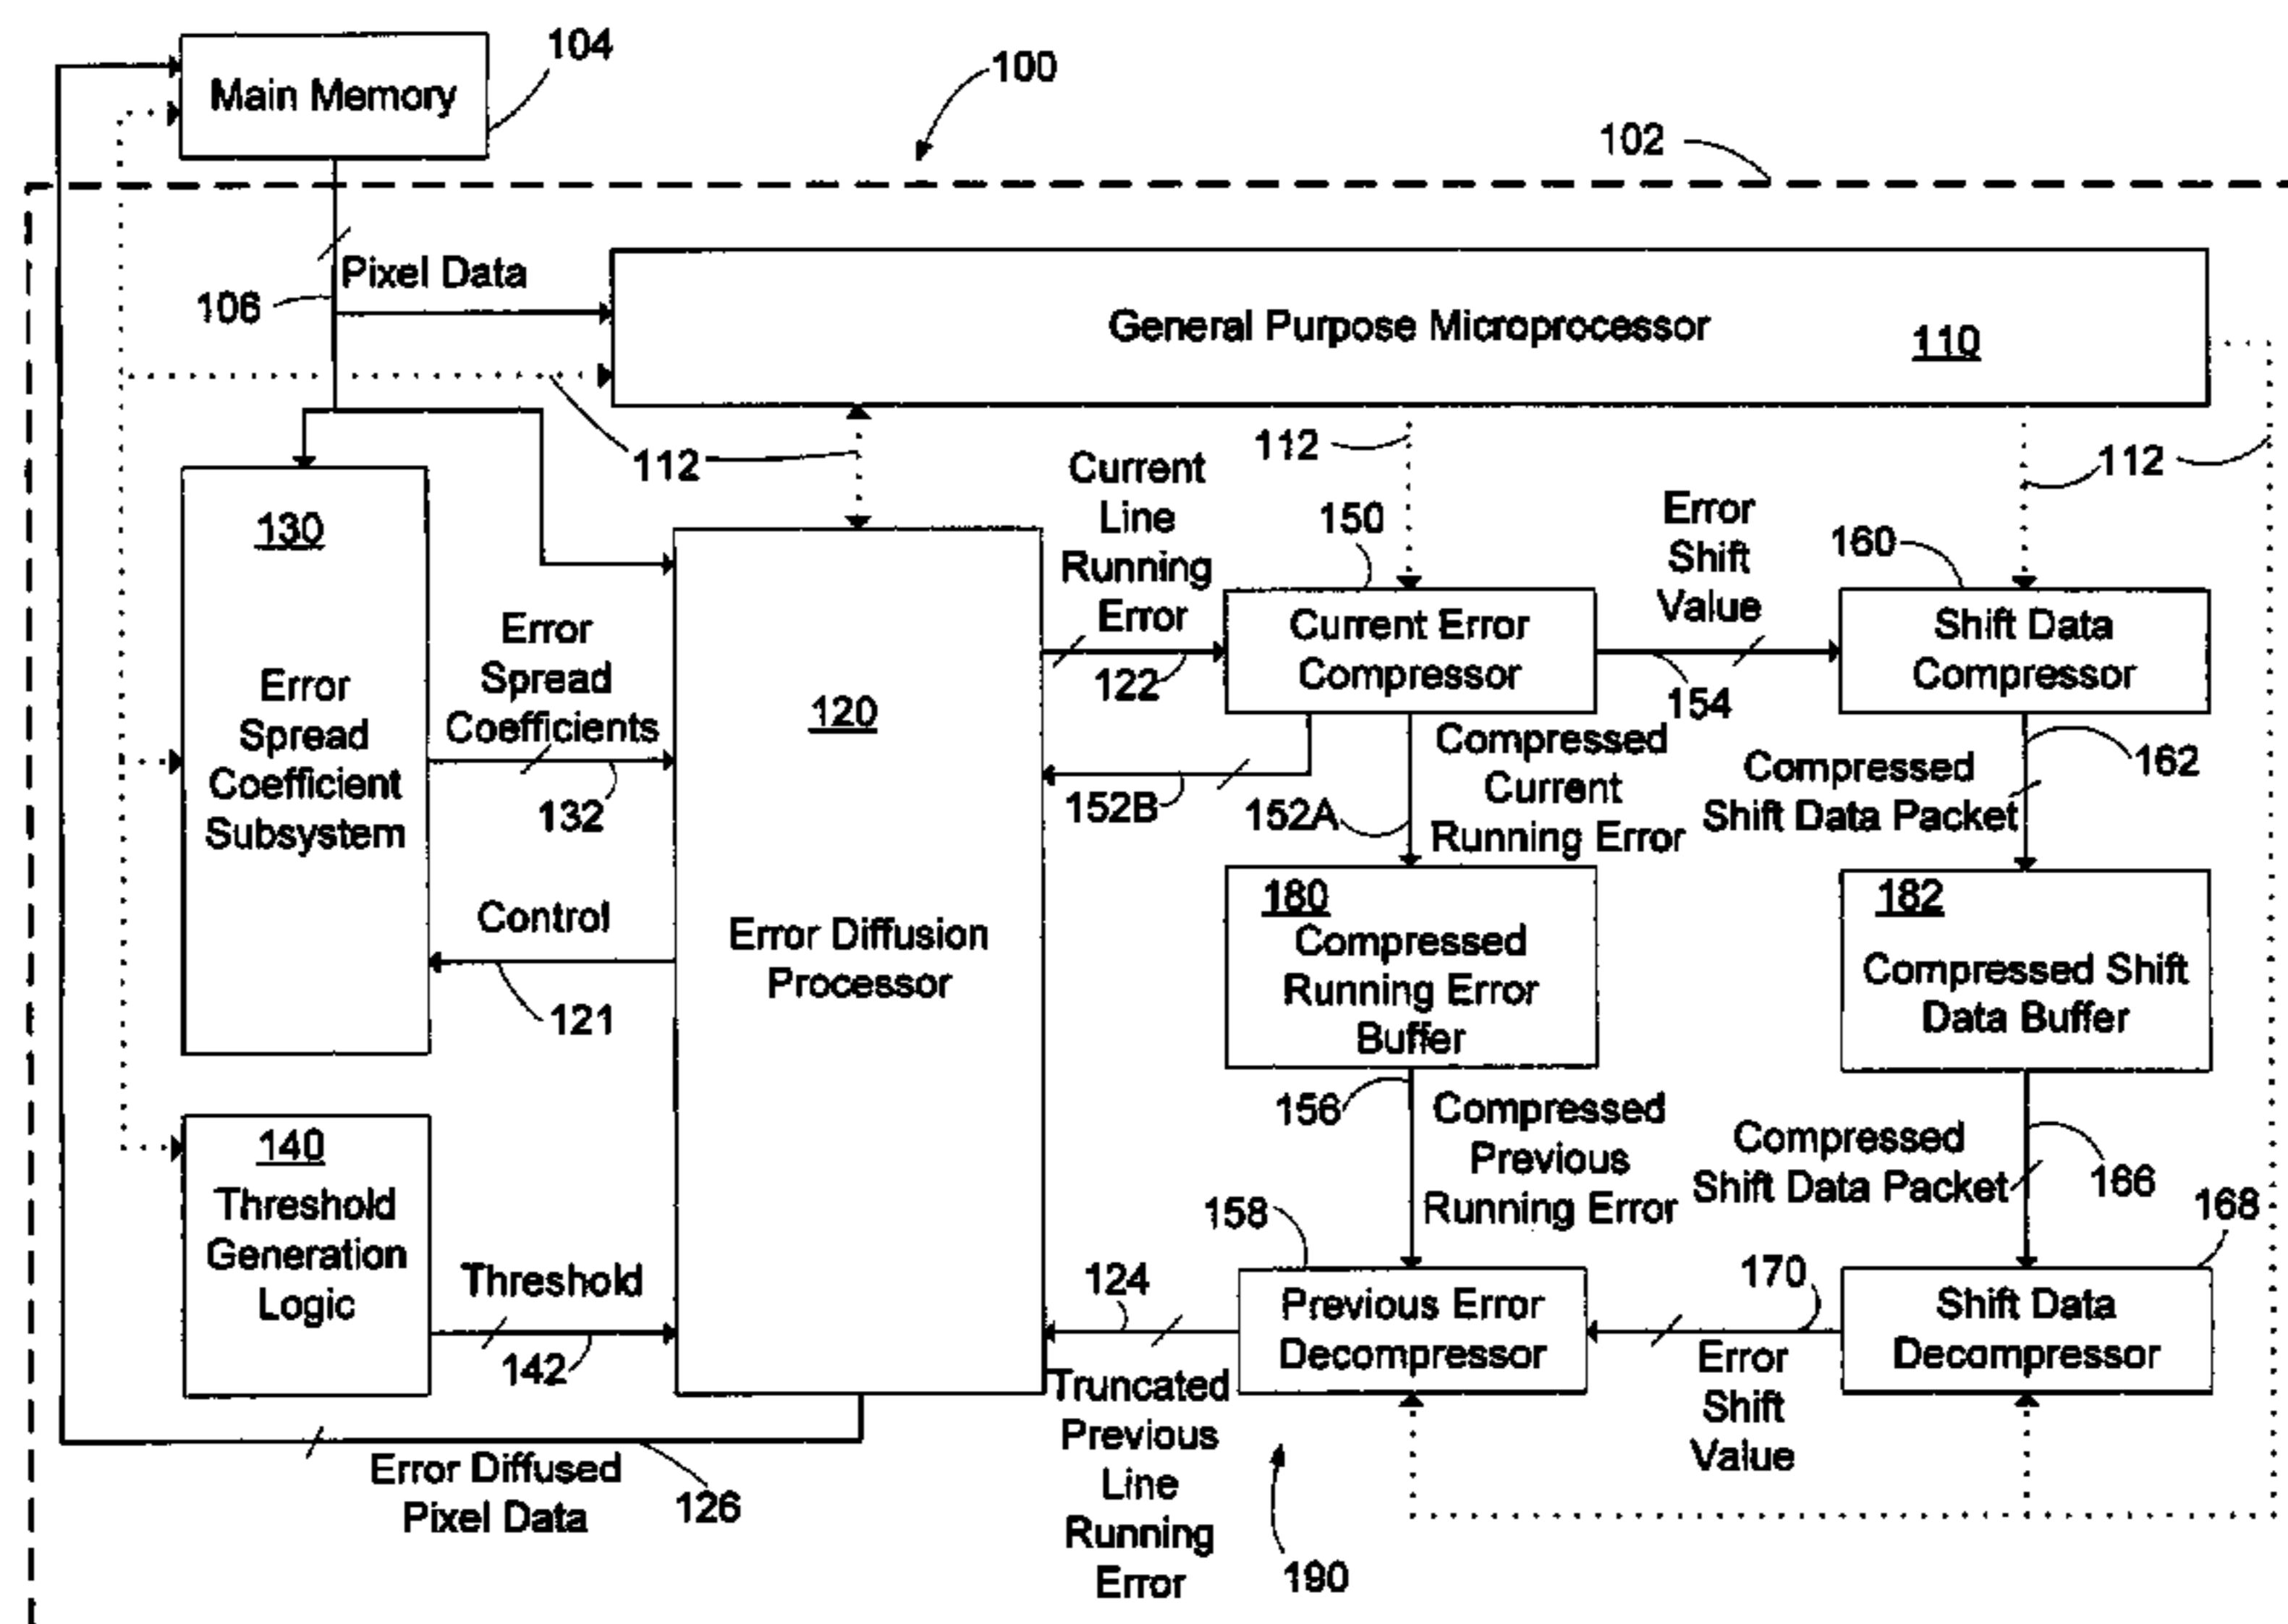 104
Main Memory
100
102
Pixel Data
106
General Purpose Microprocessor
110
112
112
112
Current
Line
Running
Error
122
150
Error
Shift
Value
154
160
130
Error
Spread
Coefficient
Subsystem
Error
Spread
Coefficients
132
120
Error Diffusion
Processor
Current Error
Compressor
Shift Data
Compressor
152B
152A
Compressed
Current
Running Error
Compressed
Shift Data Packet
162
Control
121
180
Compressed
Running Error
Buffer
182
Compressed Shift
Data Buffer
156
Compressed
Previous
Running Error
Compressed
Shift Data Packet
166
168
140
Threshold
Generation
Logic
Threshold
142
158
124
Previous Error
Decompressor
170
Shift Data
Decompressor
Error
Shift
Value
Truncated
Previous
Line
Running
Error
Error Diffused
Pixel Data
126
190